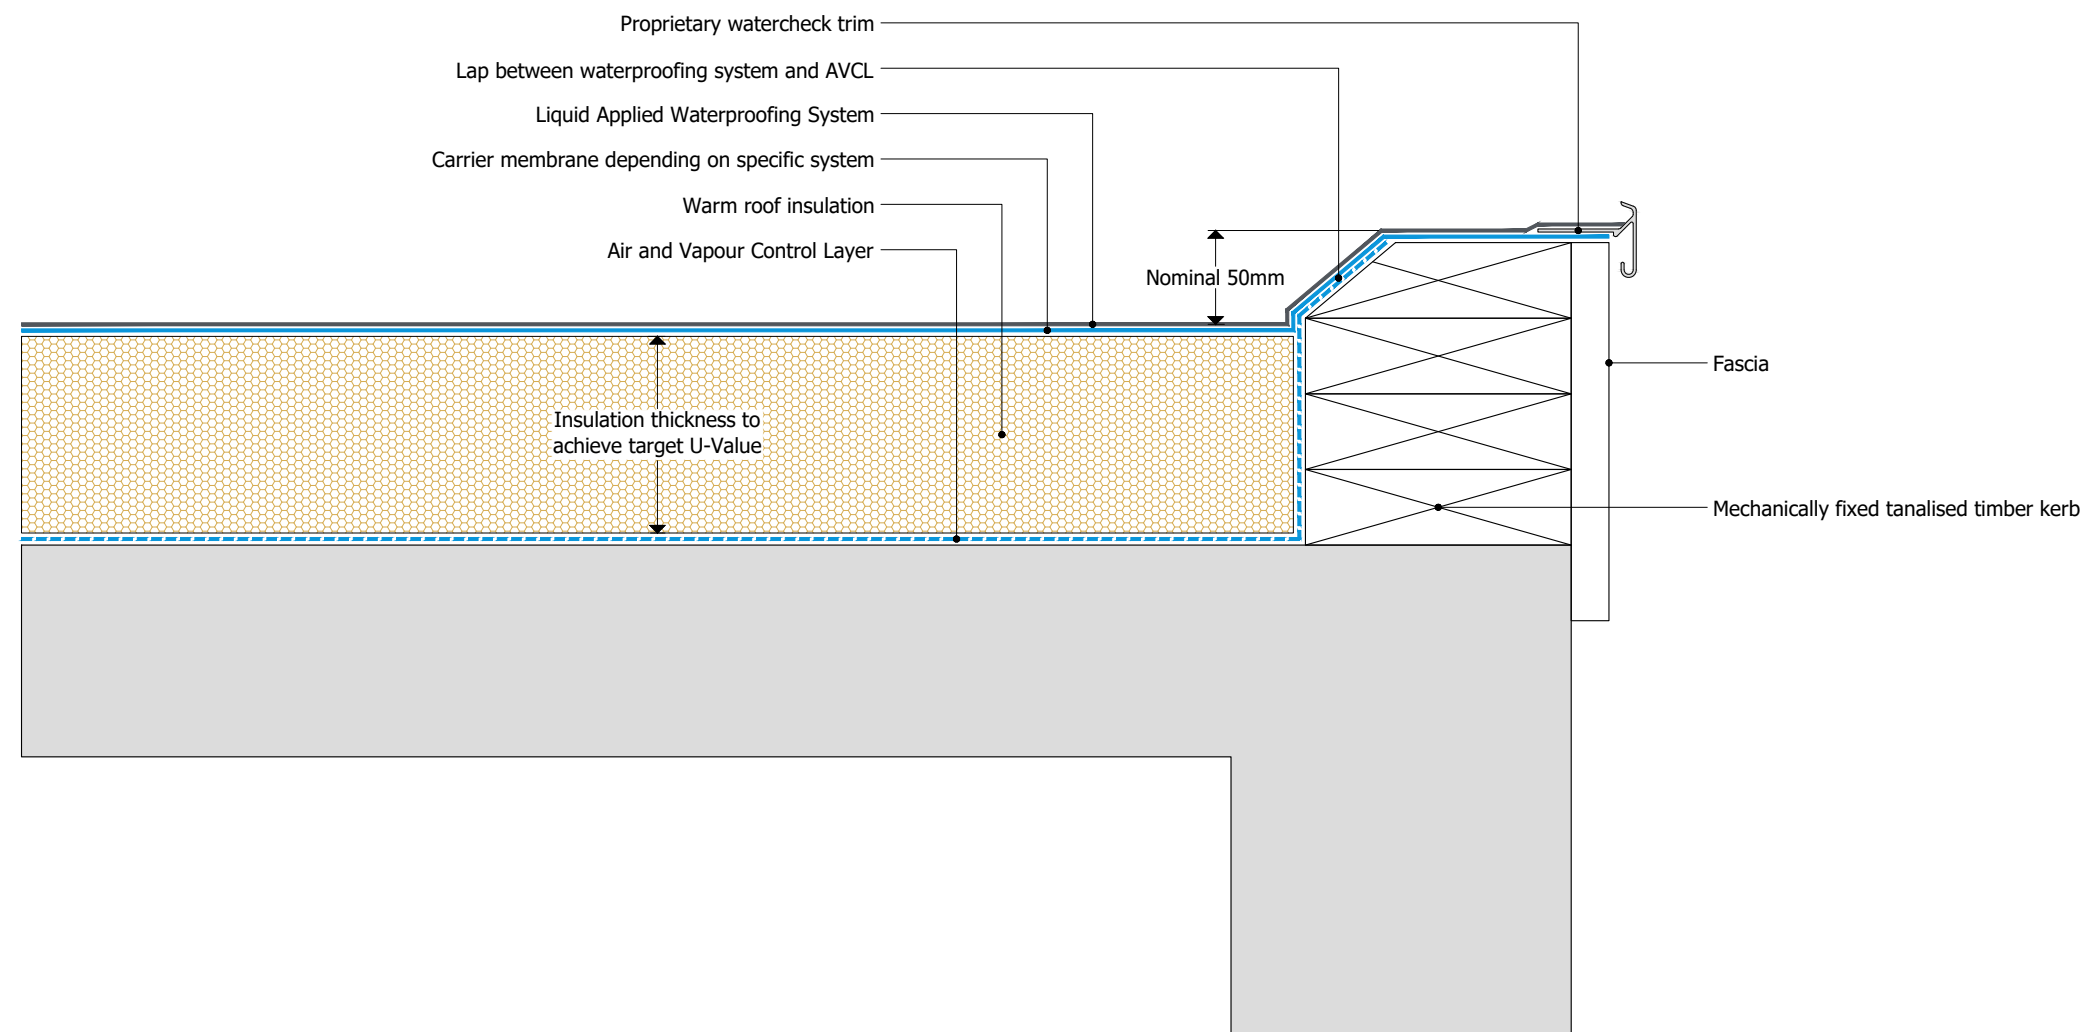 Proprietary watercheck trim
Lap between waterproofing system and AVCL
Liquid Applied Waterproofing System
Carrier membrane depending on specific system
Warm roof insulation
Air and Vapour Control Layer
Nominal 50mm
Insulation thickness to
achieve target U-Value
Fascia
Mechanically fixed tanalised timber kerb